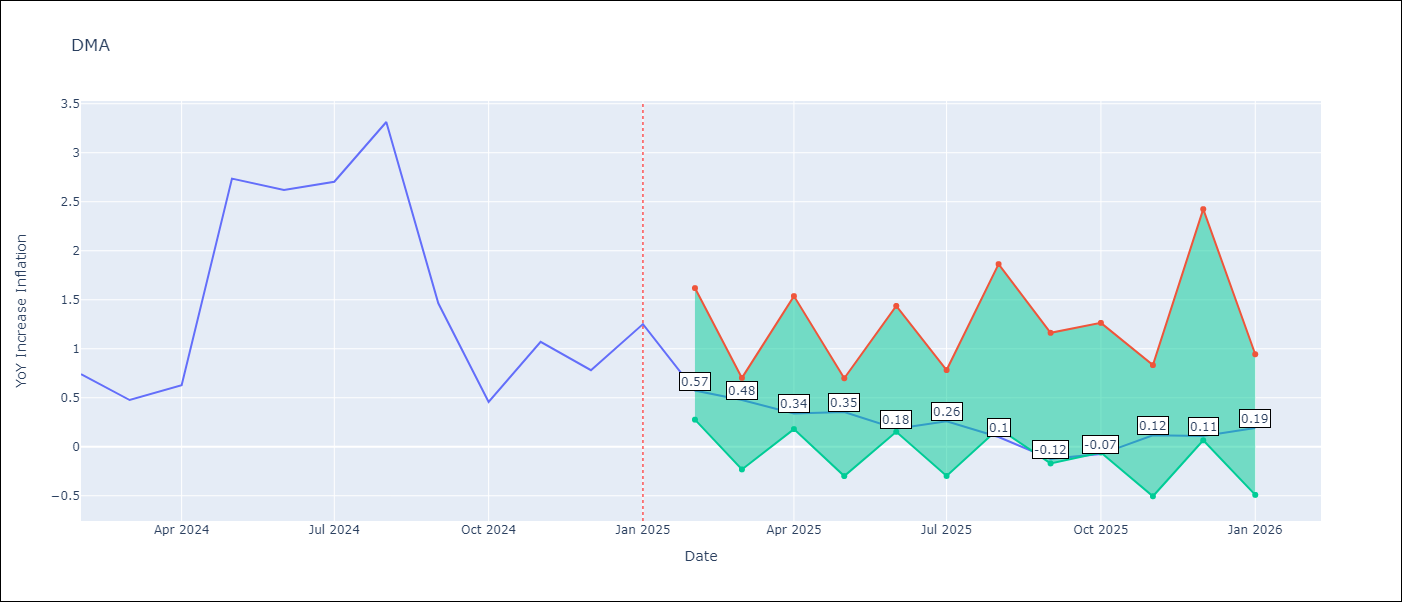 DMA
YoY Increase Inflation
3.5
3
2.5
2
1.5
1
0.5
0
−0.5
0.57
0.48
0.34
0.35
0.18
0.26
0.1
-0.12
-0.07
0.12
0.11
0.19
Apr 2024
Jul 2024
Oct 2024
Jan 2025
Apr 2025
Jul 2025
Oct 2025
Jan 2026
Date